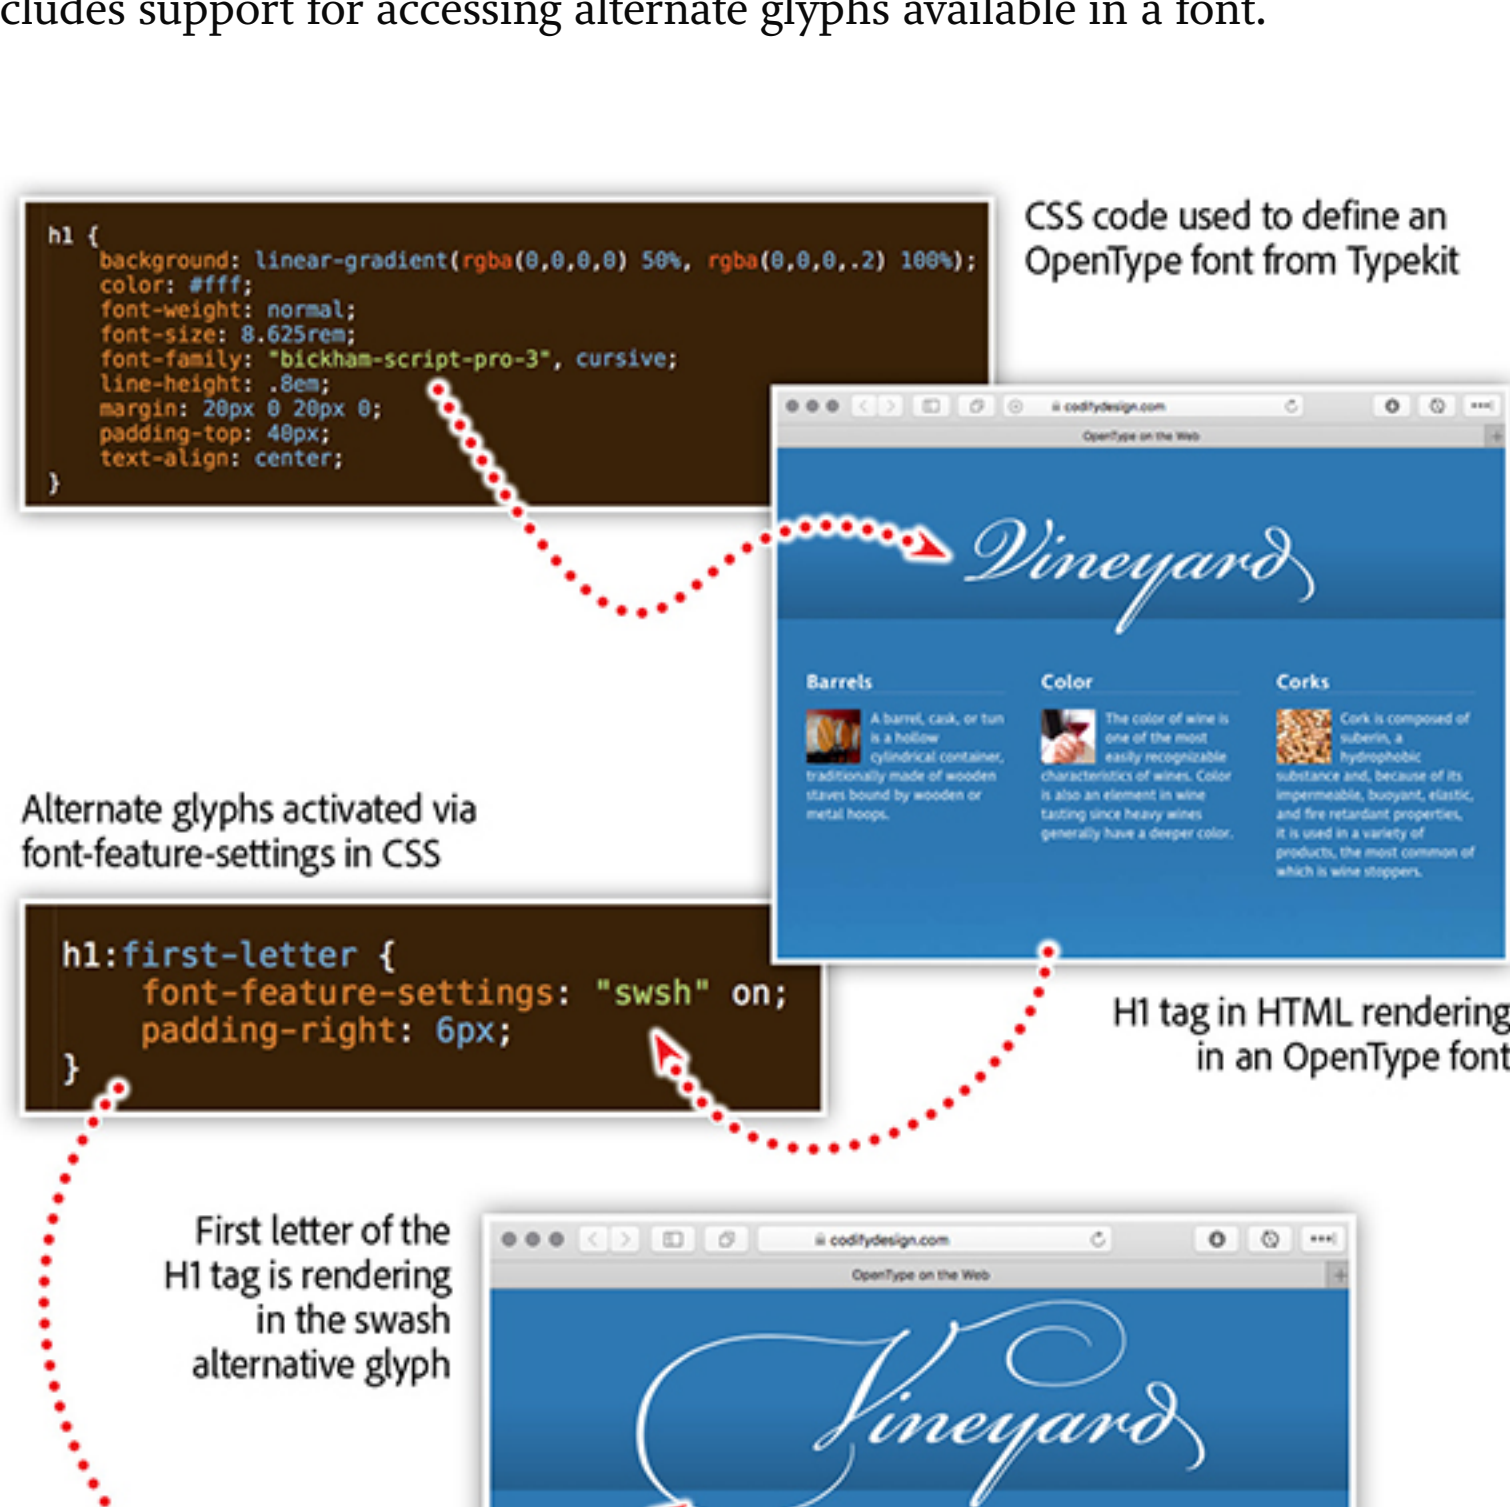 cludes support for accessing alternate glyphs available in a font.
h1 {
background: linear-gradient(rgba(0,0,0,0) 50%, rgba(0,0,0,.2) 100%);
color: #fff;
font-weight: normal;
font-size: 8.625rem;
font-family: "bickham-script-pro-3", cursive;
line-height: .8em;
margin: 20px 0 20px 0;
padding-top: 40px;
text-align: center;
}
CSS code used to define an
OpenType font from Typekit
codifydesign.com
OpenType on the Web
Vineyard
Barrels
A barrel, cask, or tun
is a hollow
cylindrical container,
traditionally made of wooden
staves bound by wooden or
metal hoops.
Color
The color of wine is
one of the most
easily recognizable
characteristics of wines. Color
is also an element in wine
tasting since heavy wines
generally have a deeper color.
Corks
Cork is composed of
suberin, a
hydrophobic
substance and, because of its
impermeable, buoyant, elastic,
and fire retardant properties,
it is used in a variety of
products, the most common of
which is wine stoppers.
Alternate glyphs activated via
font-feature-settings in CSS
h1:first-letter {
font-feature-settings: "swsh" on;
padding-right: 6px;
}
H1 tag in HTML rendering
in an OpenType font
First letter of the
H1 tag is rendering
in the swash
alternative glyph
codifydesign.com
OpenType on the Web
Vineyard